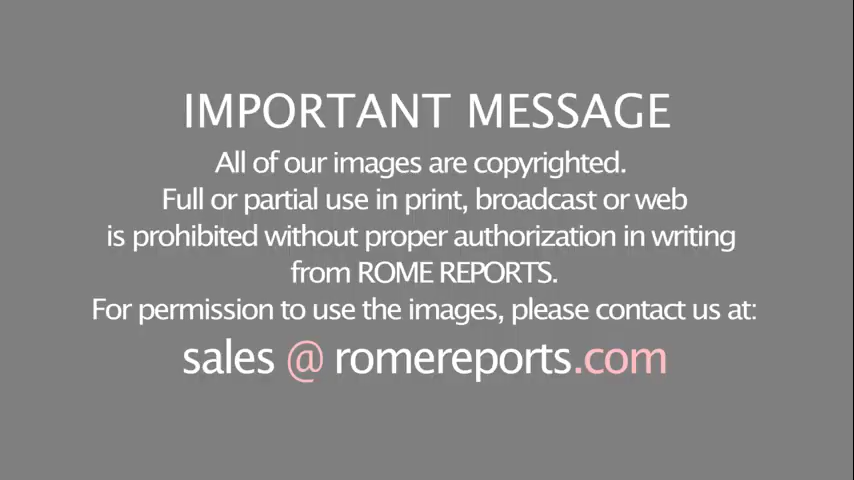 IMPORTANT MESSAGE
All of our images are copyrighted.
Full or partial use in print, broadcast or web
is prohibited without proper authorization in writing
from ROME REPORTS.
For permission to use the images, please contact us at:
sales @ romereports.com